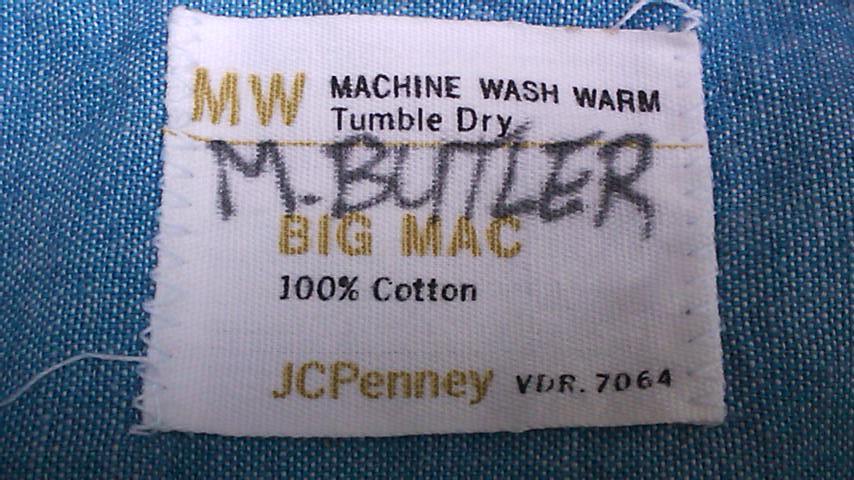 MW MACHINE WASH WARM
Tumble Dry
M. BUTLER
BIG MAC
100% Cotton
JCPenney VDR. 7064